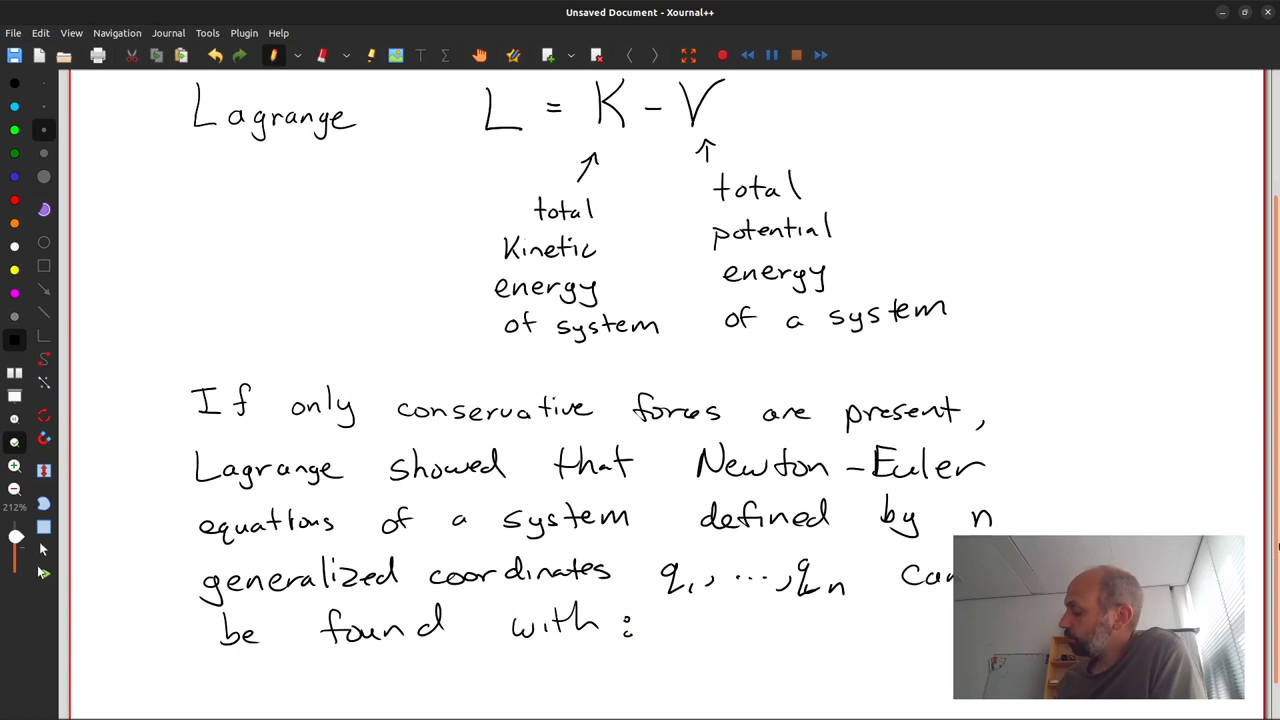 Unsaved Document - Xournal++
File Edit View Navigation Journal Tools Plugin Help
Lagrange L = K - V
↑ ↑
total total
Kinetic potential
energy energy
of system of a system
If only conservative forces are present,
Lagrange showed that Newton-Euler
equations of a system defined by n
generalized coordinates q₁, ..., qₙ can
be found with:
212%